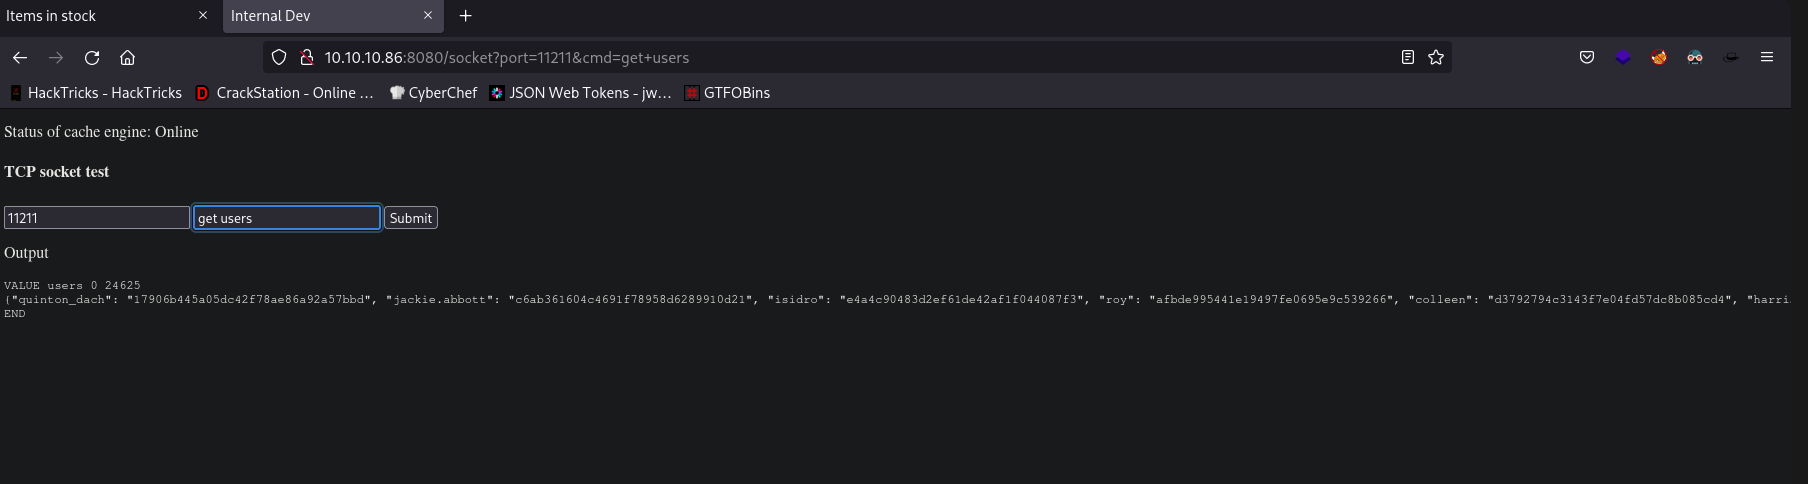 Items in stock
Internal Dev
10.10.10.86:8080/socket?port=11211&cmd=get+users
HackTricks - HackTricks
CrackStation - Online ...
CyberChef
JSON Web Tokens - jw...
GTFOBins
Status of cache engine: Online
TCP socket test
11211
get users
Submit
Output
VALUE users 0 24625
{"quinton_dach": "17906b445a05dc42f78ae86a92a57bbd", "jackie.abbott": "c6ab361604c4691f78958d6289910d21", "isidro": "e4a4c90483d2ef61de42af1f044087f3", "roy": "afbde995441e19497fe0695e9c539266", "colleen": "d3792794c3143f7e04fd57dc8b085cd4", "harri
END